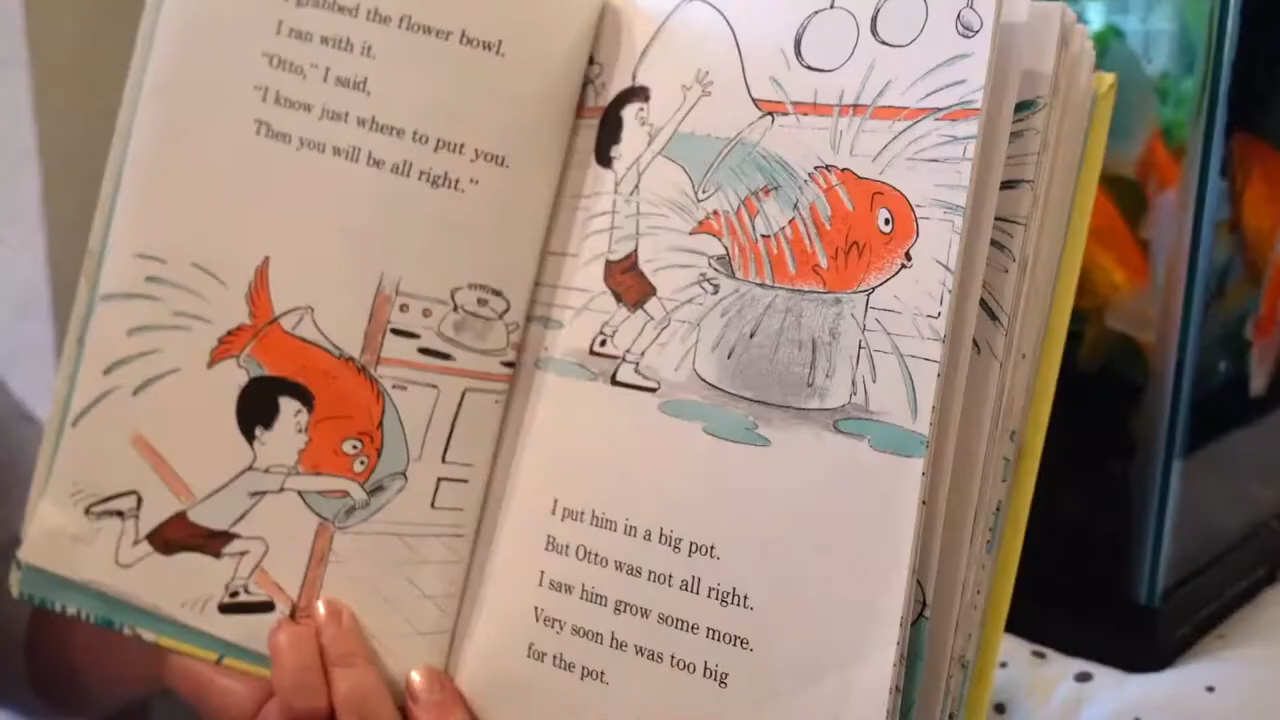 grabbed the flower bowl.
I ran with it.
"Otto," I said,
"I know just where to put you.
Then you will be all right."
I put him in a big pot.
But Otto was not all right.
I saw him grow some more.
Very soon he was too big
for the pot.